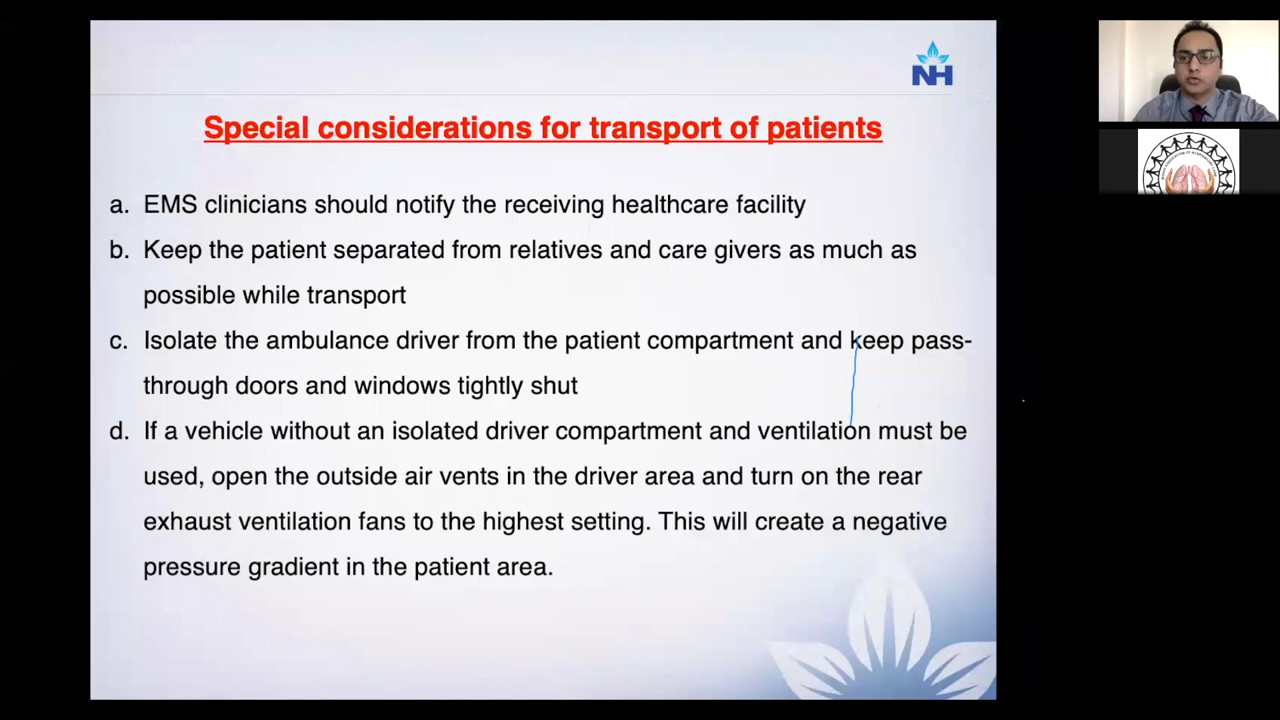 NH
Special considerations for transport of patients
a. EMS clinicians should notify the receiving healthcare facility
b. Keep the patient separated from relatives and care givers as much as
possible while transport
c. Isolate the ambulance driver from the patient compartment and keep pass-
through doors and windows tightly shut
d. If a vehicle without an isolated driver compartment and ventilation must be
used, open the outside air vents in the driver area and turn on the rear
exhaust ventilation fans to the highest setting. This will create a negative
pressure gradient in the patient area.